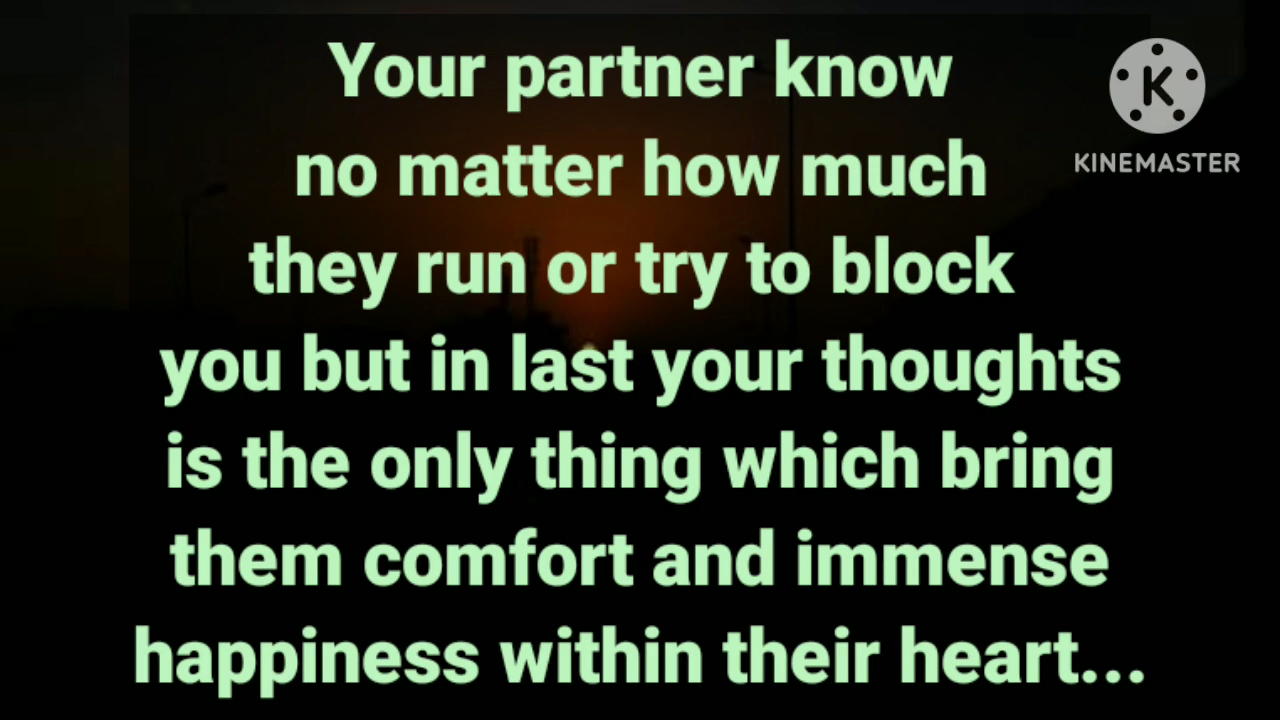 Your partner know
no matter how much
they run or try to block
you but in last your thoughts
is the only thing which bring
them comfort and immense
happiness within their heart...
K
KINEMASTER